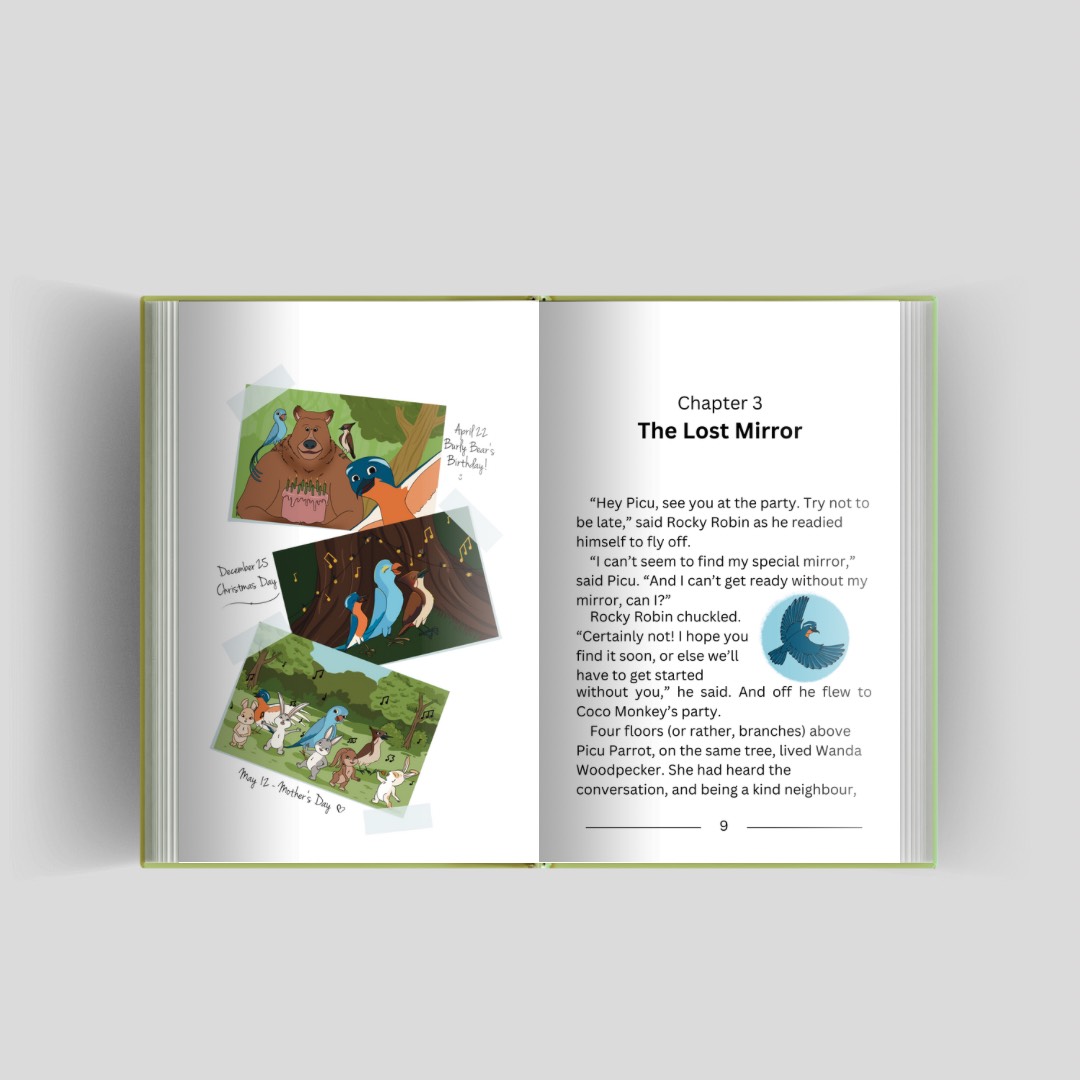 April 22
Burly Bear's
Birthday!
:)
December 25
Christmas Day
May 12 - Mother's Day ♡
Chapter 3
The Lost Mirror
“Hey Picu, see you at the party. Try not to
be late,” said Rocky Robin as he readied
himself to fly off.
“I can’t seem to find my special mirror,”
said Picu. “And I can’t get ready without my
mirror, can I?”
Rocky Robin chuckled.
“Certainly not! I hope you
find it soon, or else we’ll
have to get started
without you,” he said. And off he flew to
Coco Monkey’s party.
Four floors (or rather, branches) above
Picu Parrot, on the same tree, lived Wanda
Woodpecker. She had heard the
conversation, and being a kind neighbour,
9